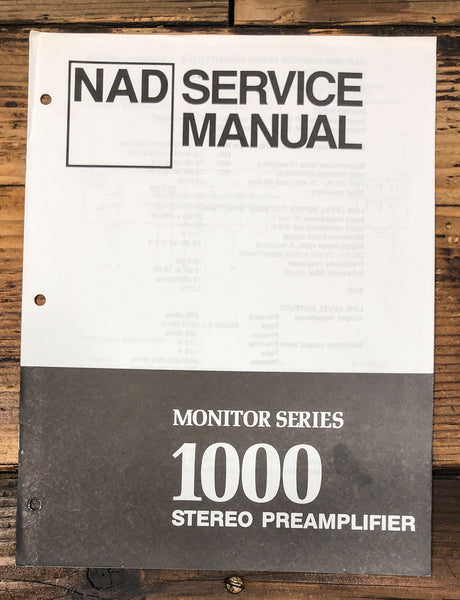 NAD SERVICE
MANUAL
MONITOR SERIES
1000
STEREO PREAMPLIFIER